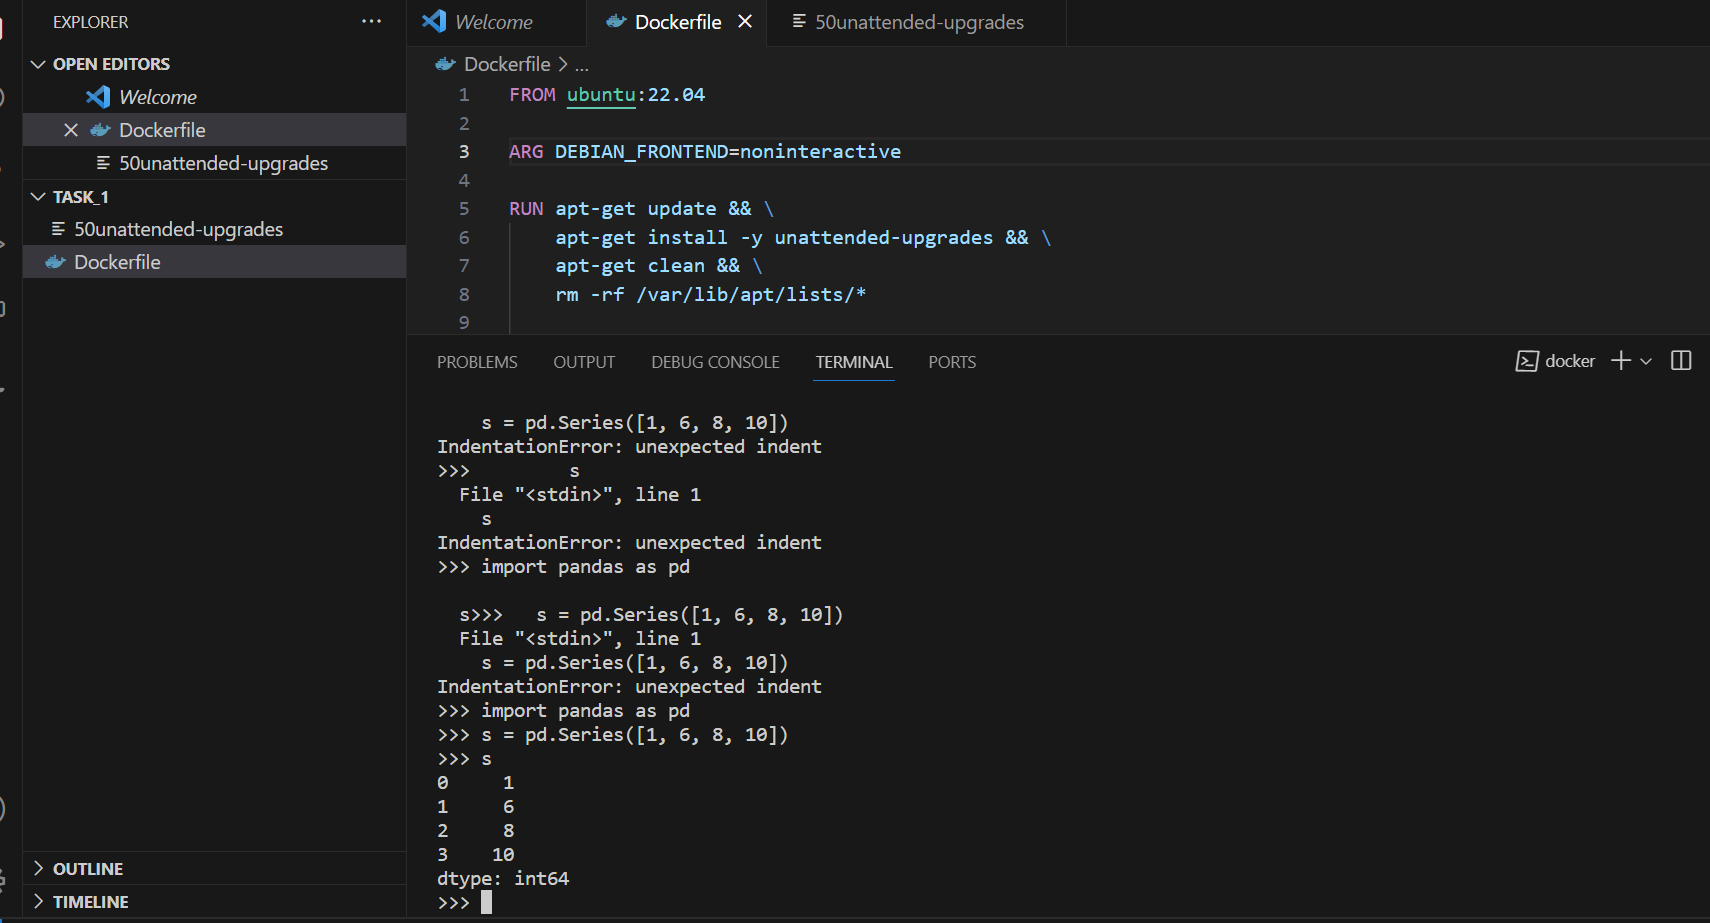 EXPLORER ...
OPEN EDITORS
Welcome
Dockerfile
50unattended-upgrades
TASK_1
50unattended-upgrades
Dockerfile
OUTLINE
TIMELINE
Welcome Dockerfile 50unattended-upgrades
Dockerfile > ...
1 FROM ubuntu:22.04
2
3 ARG DEBIAN_FRONTEND=noninteractive
4
5 RUN apt-get update && \
6     apt-get install -y unattended-upgrades && \
7     apt-get clean && \
8     rm -rf /var/lib/apt/lists/*
9
PROBLEMS OUTPUT DEBUG CONSOLE TERMINAL PORTS docker
    s = pd.Series([1, 6, 8, 10])
IndentationError: unexpected indent
>>>         s
  File "<stdin>", line 1
    s
IndentationError: unexpected indent
>>> import pandas as pd
  s>>>   s = pd.Series([1, 6, 8, 10])
  File "<stdin>", line 1
    s = pd.Series([1, 6, 8, 10])
IndentationError: unexpected indent
>>> import pandas as pd
>>> s = pd.Series([1, 6, 8, 10])
>>> s
0     1
1     6
2     8
3    10
dtype: int64
>>>